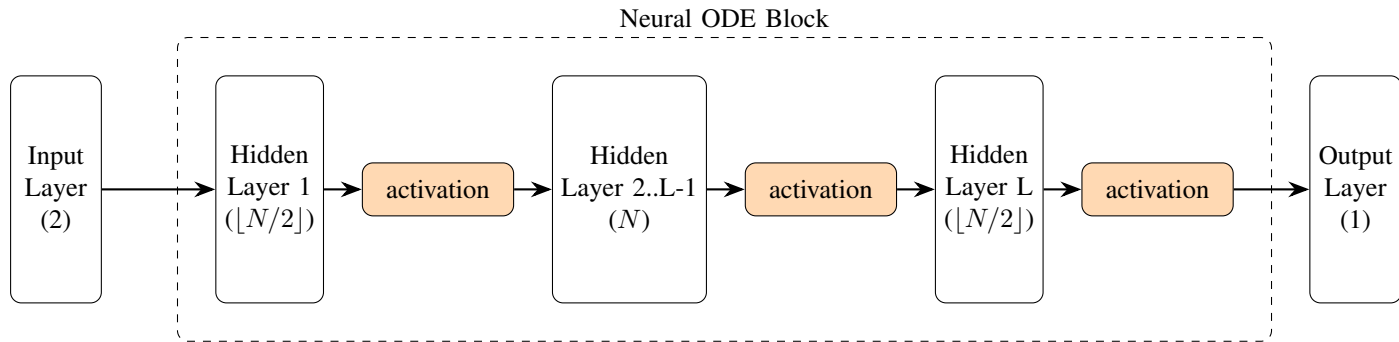 Neural ODE Block
Input
Layer
(2)
Hidden
Layer 1
(⌊N/2⌋)
activation
Hidden
Layer 2..L-1
(N)
activation
Hidden
Layer L
(⌊N/2⌋)
activation
Output
Layer
(1)